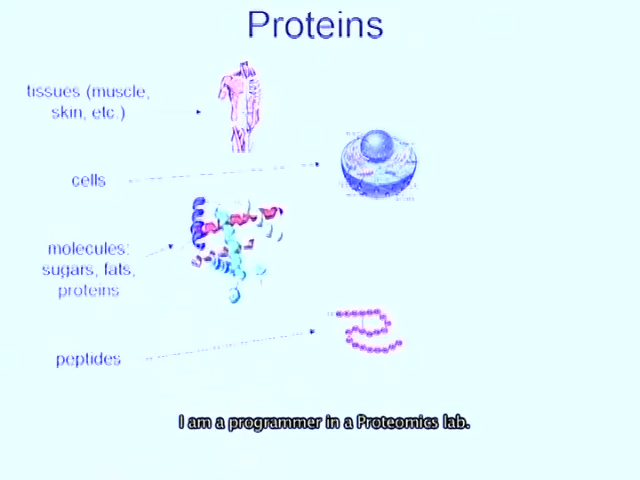 Proteins
tissues (muscle,
skin, etc.)
cells
molecules:
sugars, fats,
proteins
peptides
I am a programmer in a Proteomics lab.